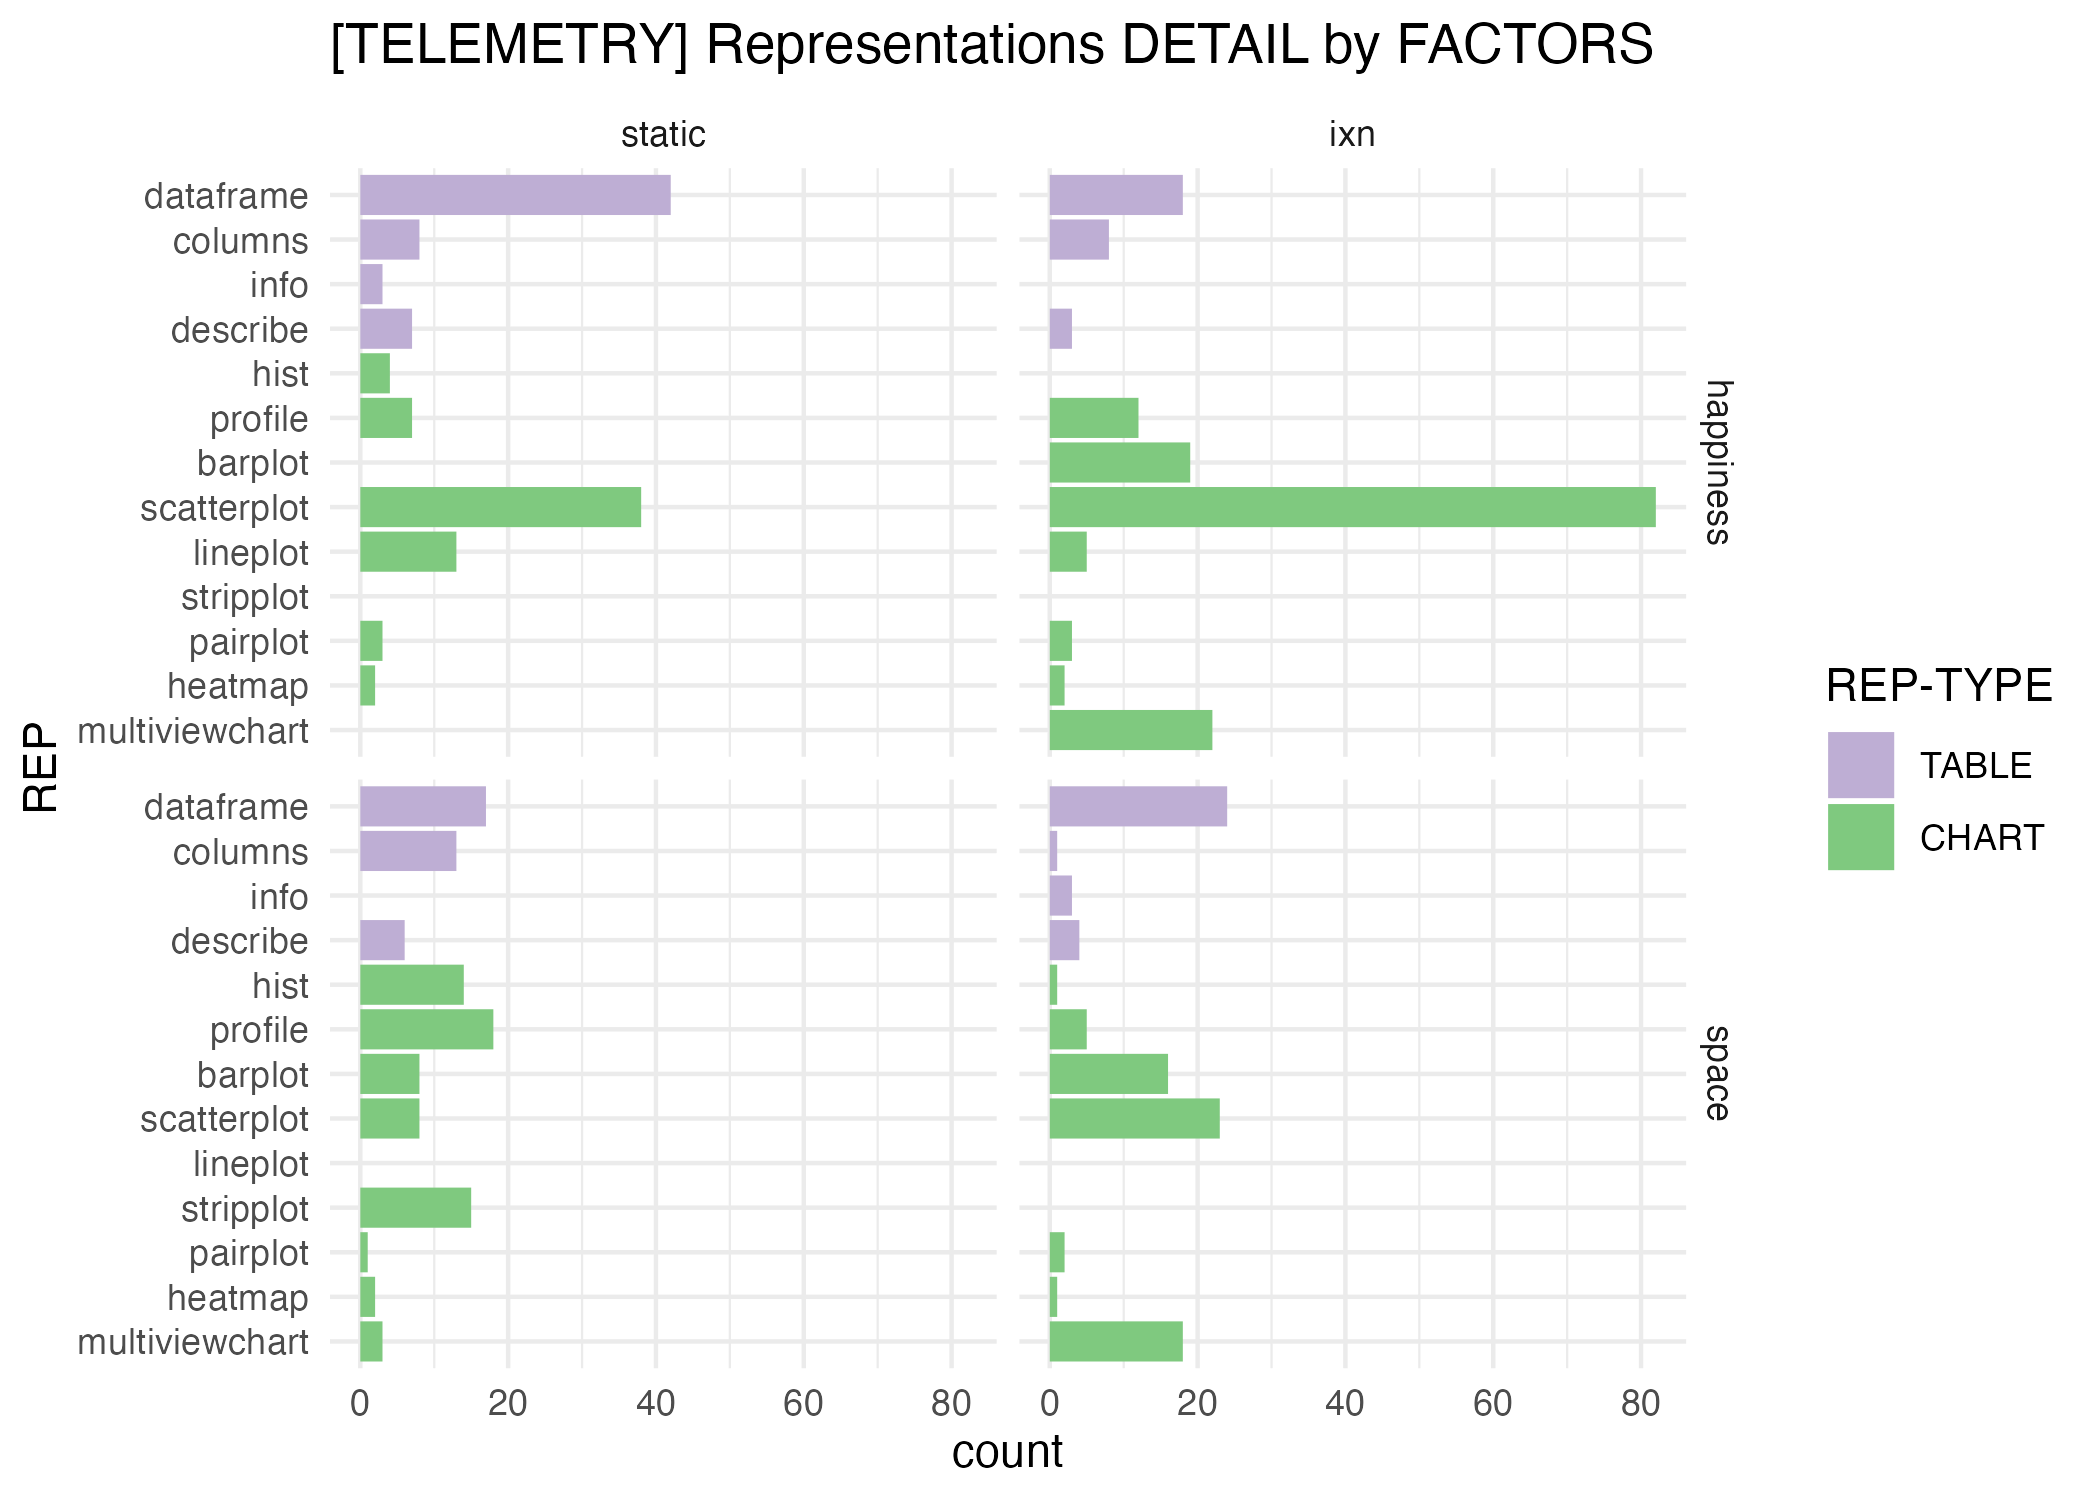 [TELEMETRY] Representations DETAIL by FACTORS
static
ixn
dataframe
columns
info
describe
hist
profile
barplot
scatterplot
lineplot
stripplot
pairplot
heatmap
multiviewchart
happiness
dataframe
columns
info
describe
hist
profile
barplot
scatterplot
lineplot
stripplot
pairplot
heatmap
multiviewchart
space
REP
0 20 40 60 80
0 20 40 60 80
count
REP-TYPE
TABLE
CHART